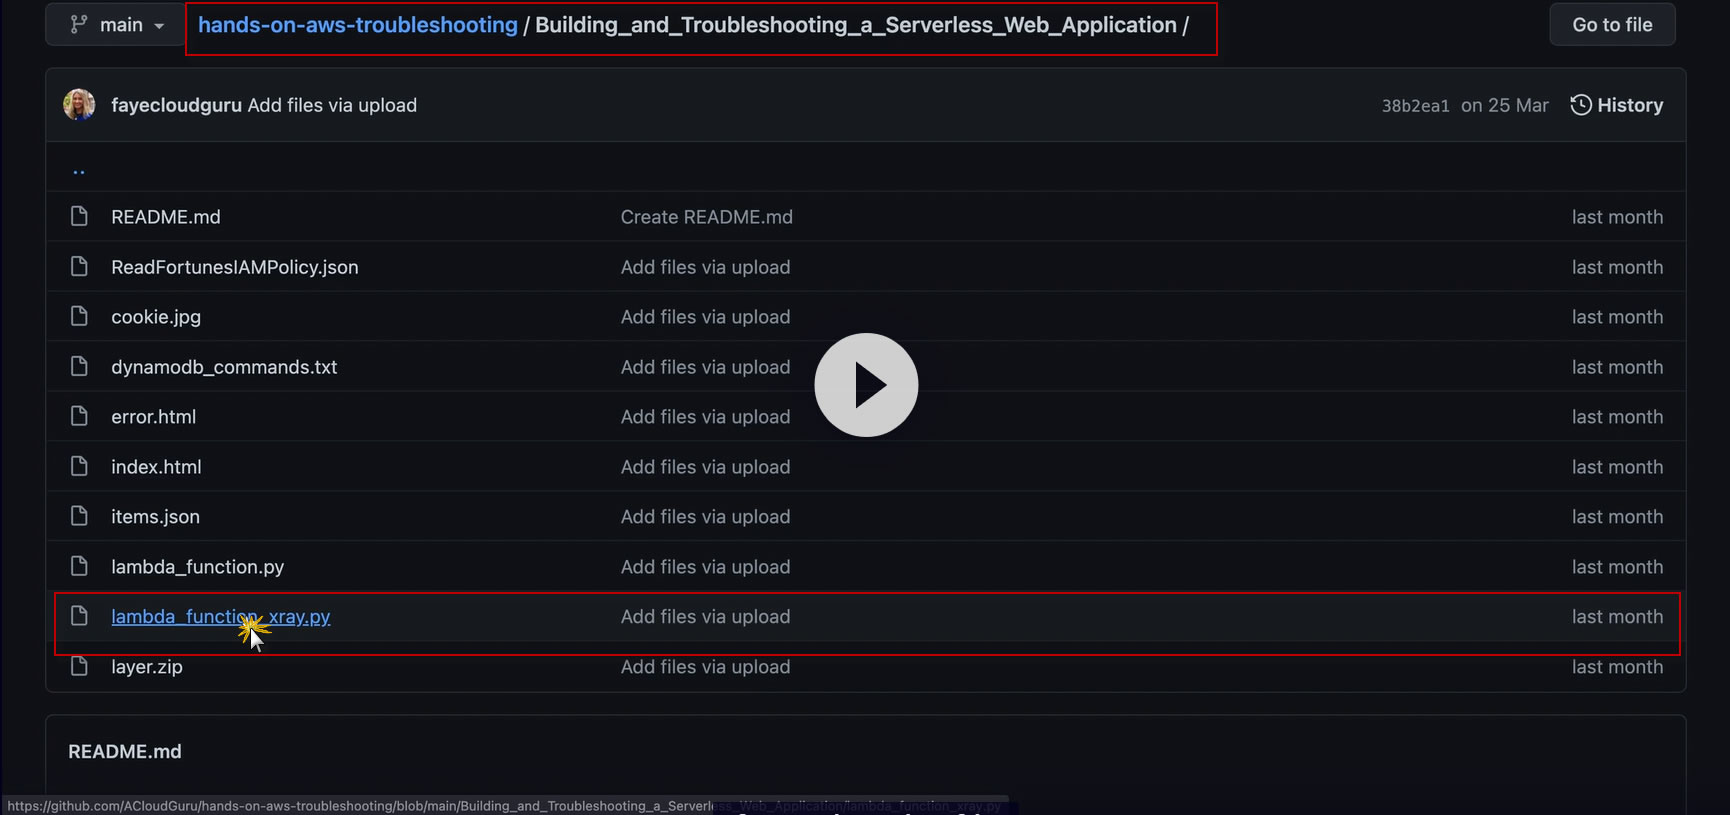 main
hands-on-aws-troubleshooting / Building_and_Troubleshooting_a_Serverless_Web_Application /
Go to file
fayecloudguru Add files via upload
38b2ea1 on 25 Mar
History
..
README.md Create README.md last month
ReadFortunesIAMPolicy.json Add files via upload last month
cookie.jpg Add files via upload last month
dynamodb_commands.txt Add files via upload last month
error.html Add files via upload last month
index.html Add files via upload last month
items.json Add files via upload last month
lambda_function.py Add files via upload last month
lambda_function_xray.py Add files via upload last month
layer.zip Add files via upload last month
README.md
https://github.com/ACloudGuru/hands-on-aws-troubleshooting/blob/main/Building_and_Troubleshooting_a_Serverless_Web_Application/lambda_function_xray.py